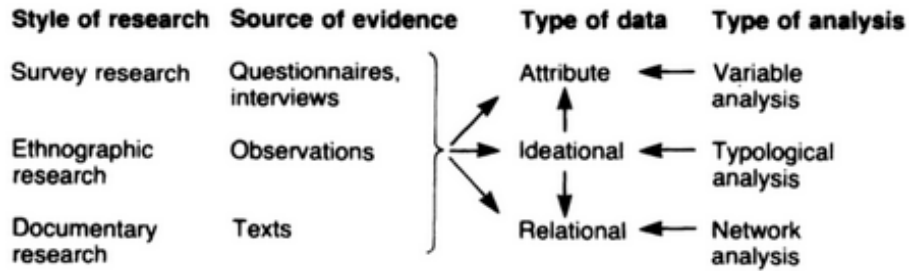 Style of research Source of evidence Type of data Type of analysis
Survey research Questionnaires, Attribute Variable
interviews analysis
Ethnographic Observations Ideational Typological
research analysis
Documentary Texts Relational Network
research analysis